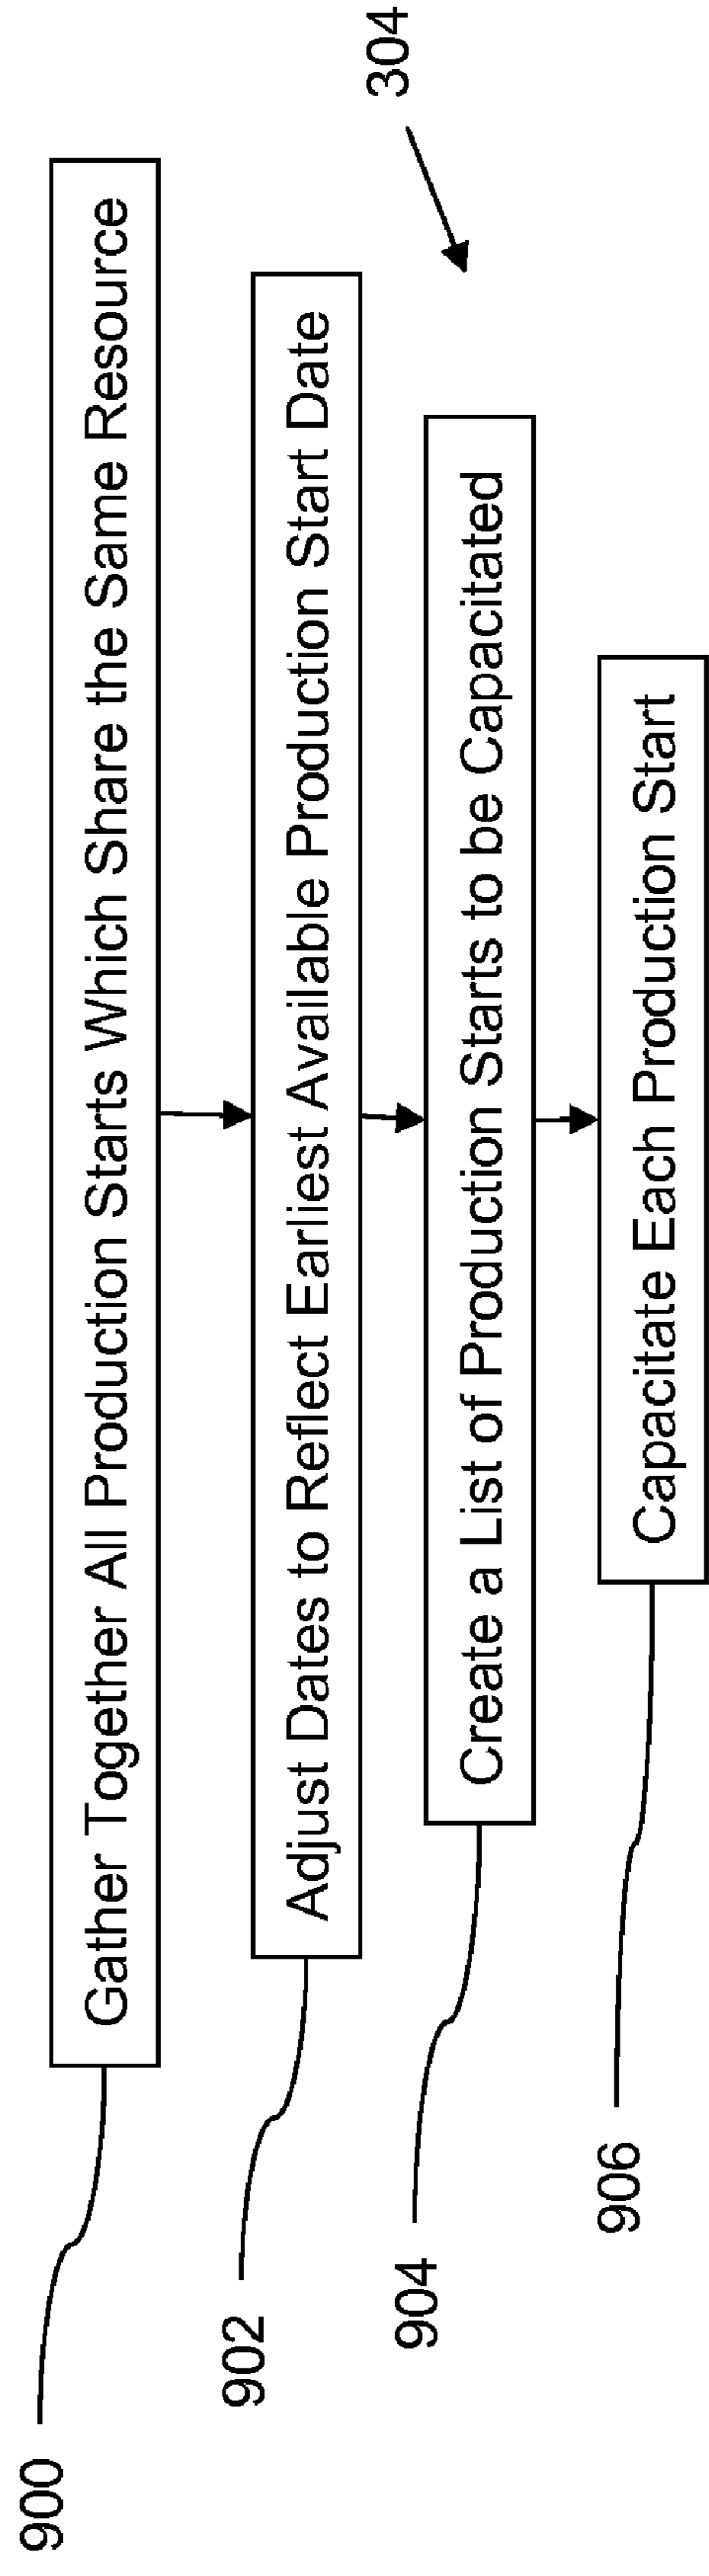 304
900
Gather Together All Production Starts Which Share the Same Resource
902
Adjust Dates to Reflect Earliest Available Production Start Date
904
Create a List of Production Starts to be Capacitated
906
Capacitate Each Production Start